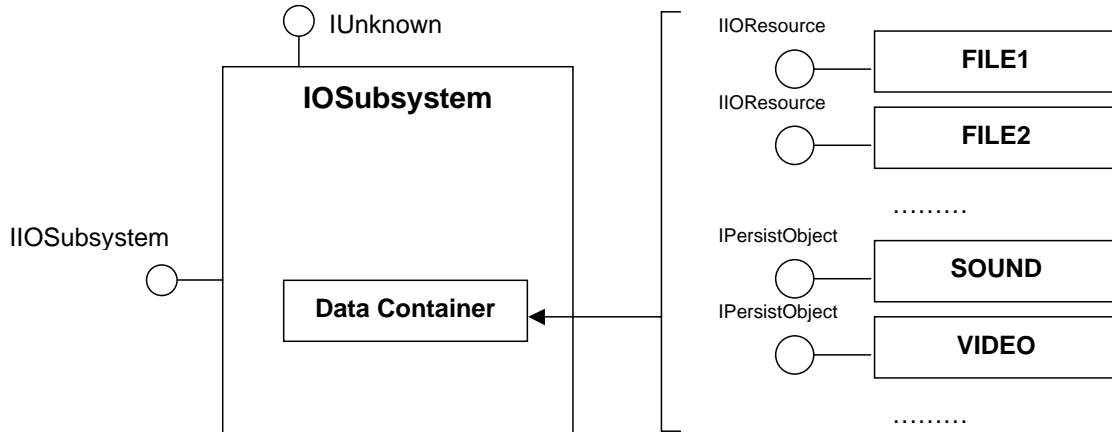 IUnknown
IOSubsystem
IIOSubsystem
Data Container
IIOResource
FILE1
IIOResource
FILE2
.........
IPersistObject
SOUND
IPersistObject
VIDEO
.........